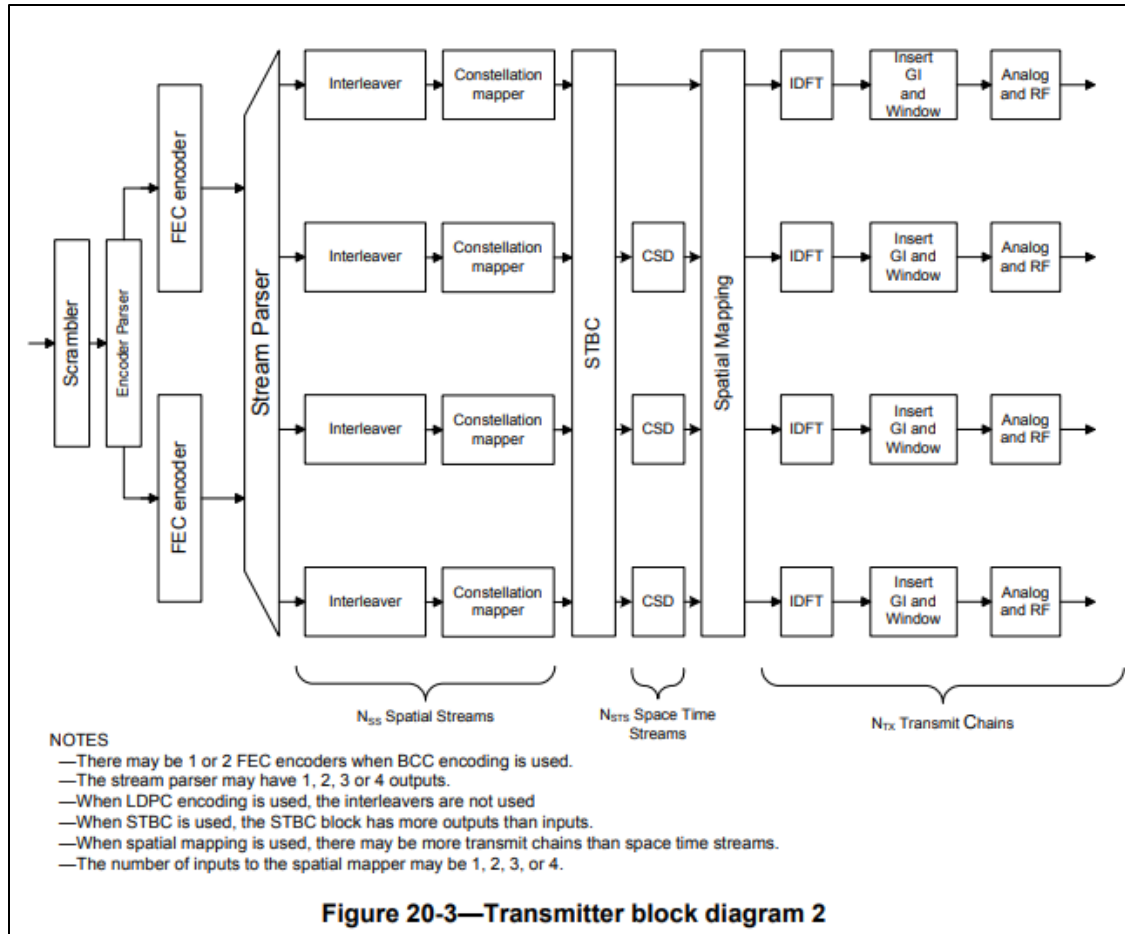 Scrambler
Encoder Parser
FEC encoder
FEC encoder
Stream Parser
Interleaver
Constellation
mapper
STBC
Spatial Mapping
IDFT
Insert
GI
and
Window
Analog
and RF
Interleaver
Constellation
mapper
CSD
IDFT
Insert
GI and
Window
Analog
and RF
Interleaver
Constellation
mapper
CSD
IDFT
Insert
GI and
Window
Analog
and RF
Interleaver
Constellation
mapper
CSD
IDFT
Insert
GI and
Window
Analog
and RF
NSS Spatial Streams
NSTS Space Time
Streams
NTX Transmit Chains
NOTES
—There may be 1 or 2 FEC encoders when BCC encoding is used.
—The stream parser may have 1, 2, 3 or 4 outputs.
—When LDPC encoding is used, the interleavers are not used
—When STBC is used, the STBC block has more outputs than inputs.
—When spatial mapping is used, there may be more transmit chains than space time streams.
—The number of inputs to the spatial mapper may be 1, 2, 3, or 4.
Figure 20-3—Transmitter block diagram 2